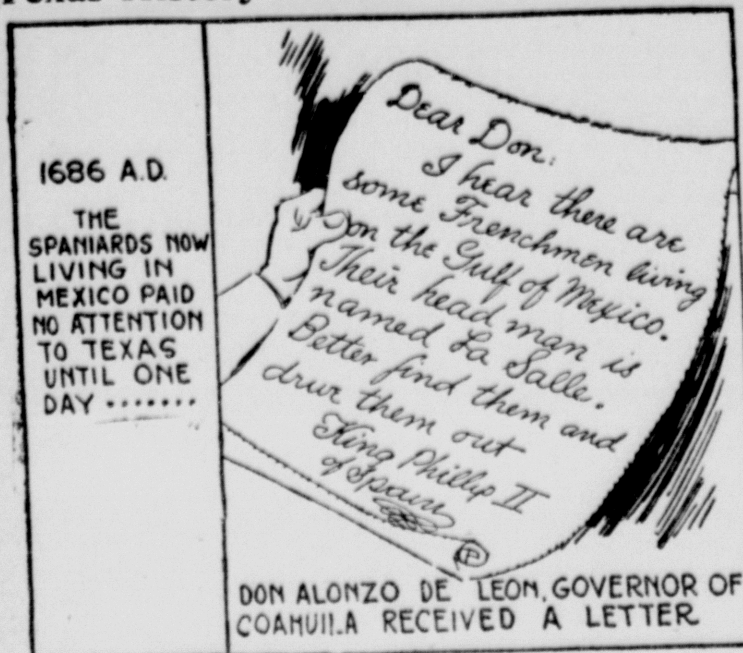 Texas History
1686 A.D.
THE
SPANIARDS NOW
LIVING IN
MEXICO PAID
NO ATTENTION
TO TEXAS
UNTIL ONE
DAY .......
Dear Don:
I hear there are
some Frenchmen living
on the Gulf of Mexico.
Their head man is
named La Salle.
Better find them and
drive them out
King Phillip II
of Spain
DON ALONZO DE LEON, GOVERNOR OF
COAHUILA RECEIVED A LETTER